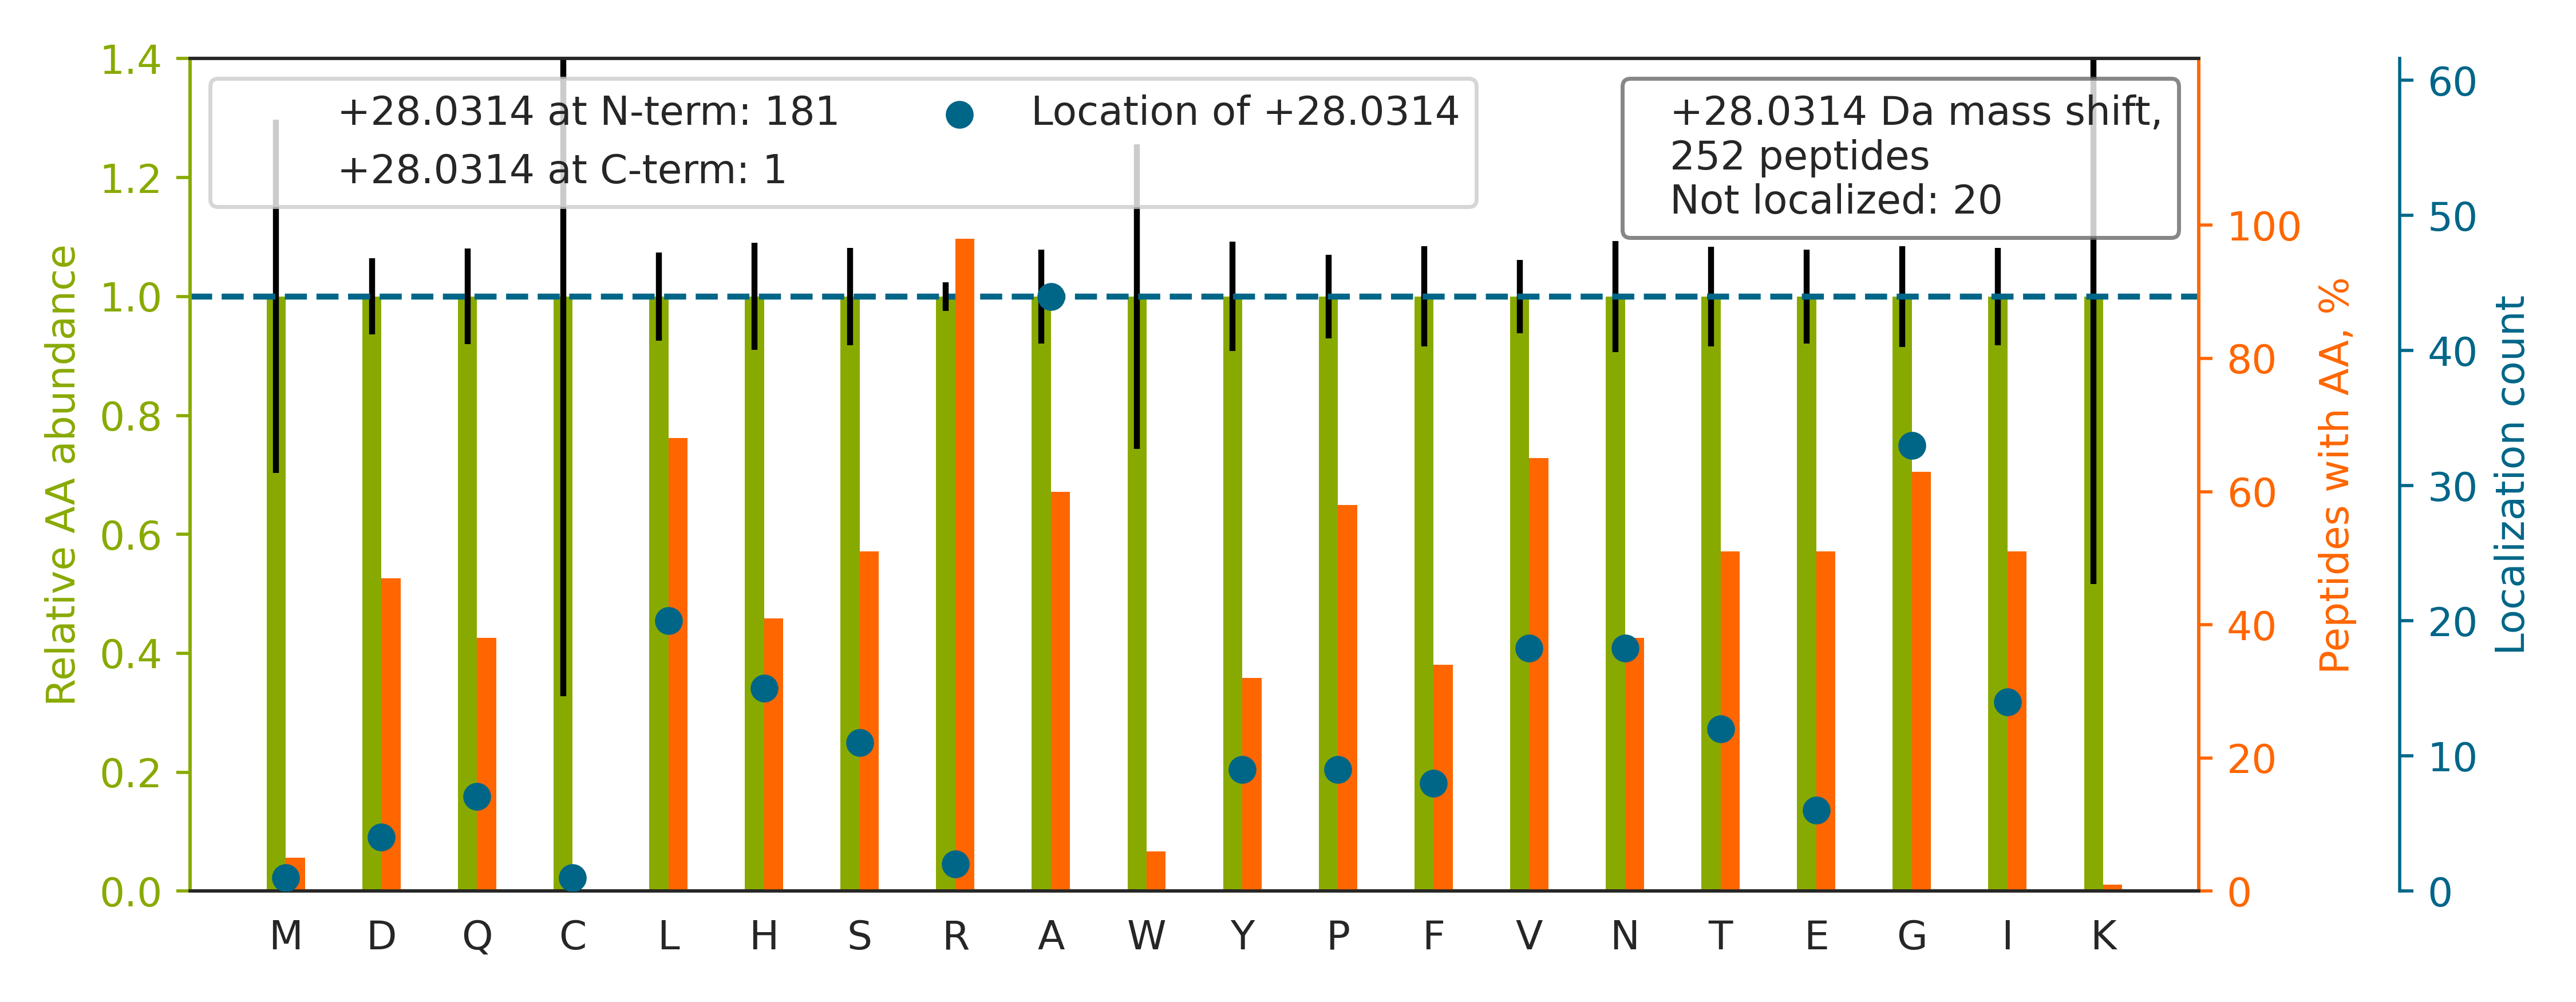 +28.0314 at N-term: 181
+28.0314 at C-term: 1
Location of +28.0314
+28.0314 Da mass shift,
252 peptides
Not localized: 20
Relative AA abundance
1.4
1.2
1.0
0.8
0.6
0.4
0.2
0.0
M D Q C L H S R A W Y P F V N T E G I K
100
80
60
40
20
0
Peptides with AA, %
60
50
40
30
20
10
0
Localization count